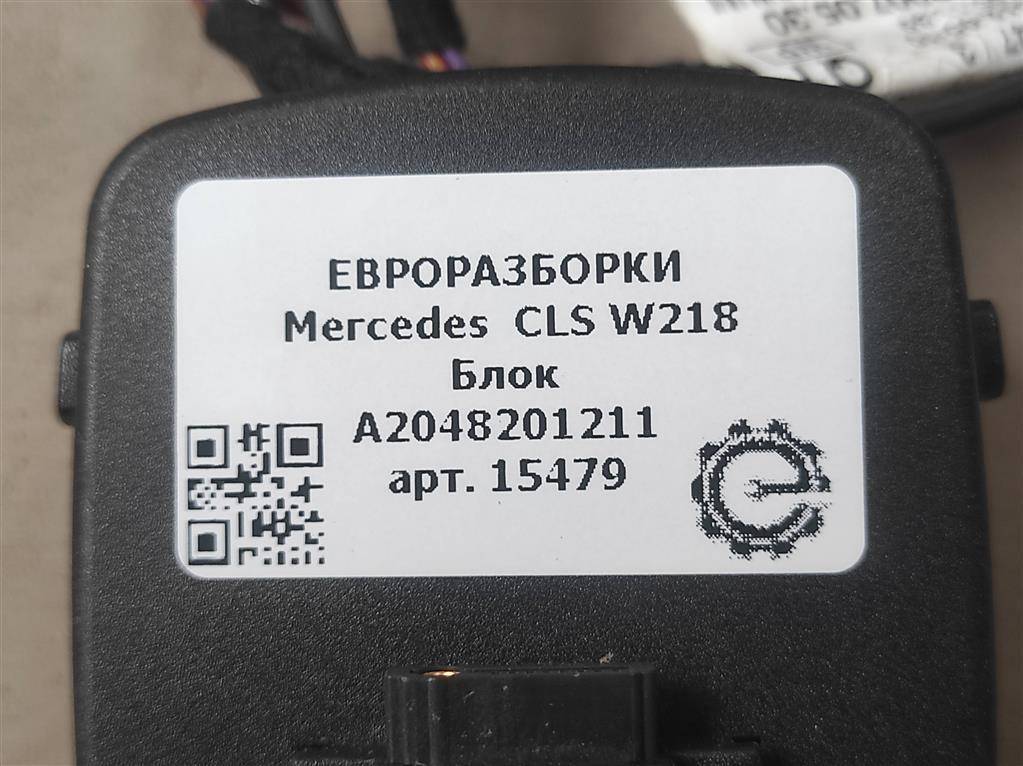 ЕВРОРАЗБОРКИ
Mercedes CLS W218
Блок
A2048201211
арт. 15479